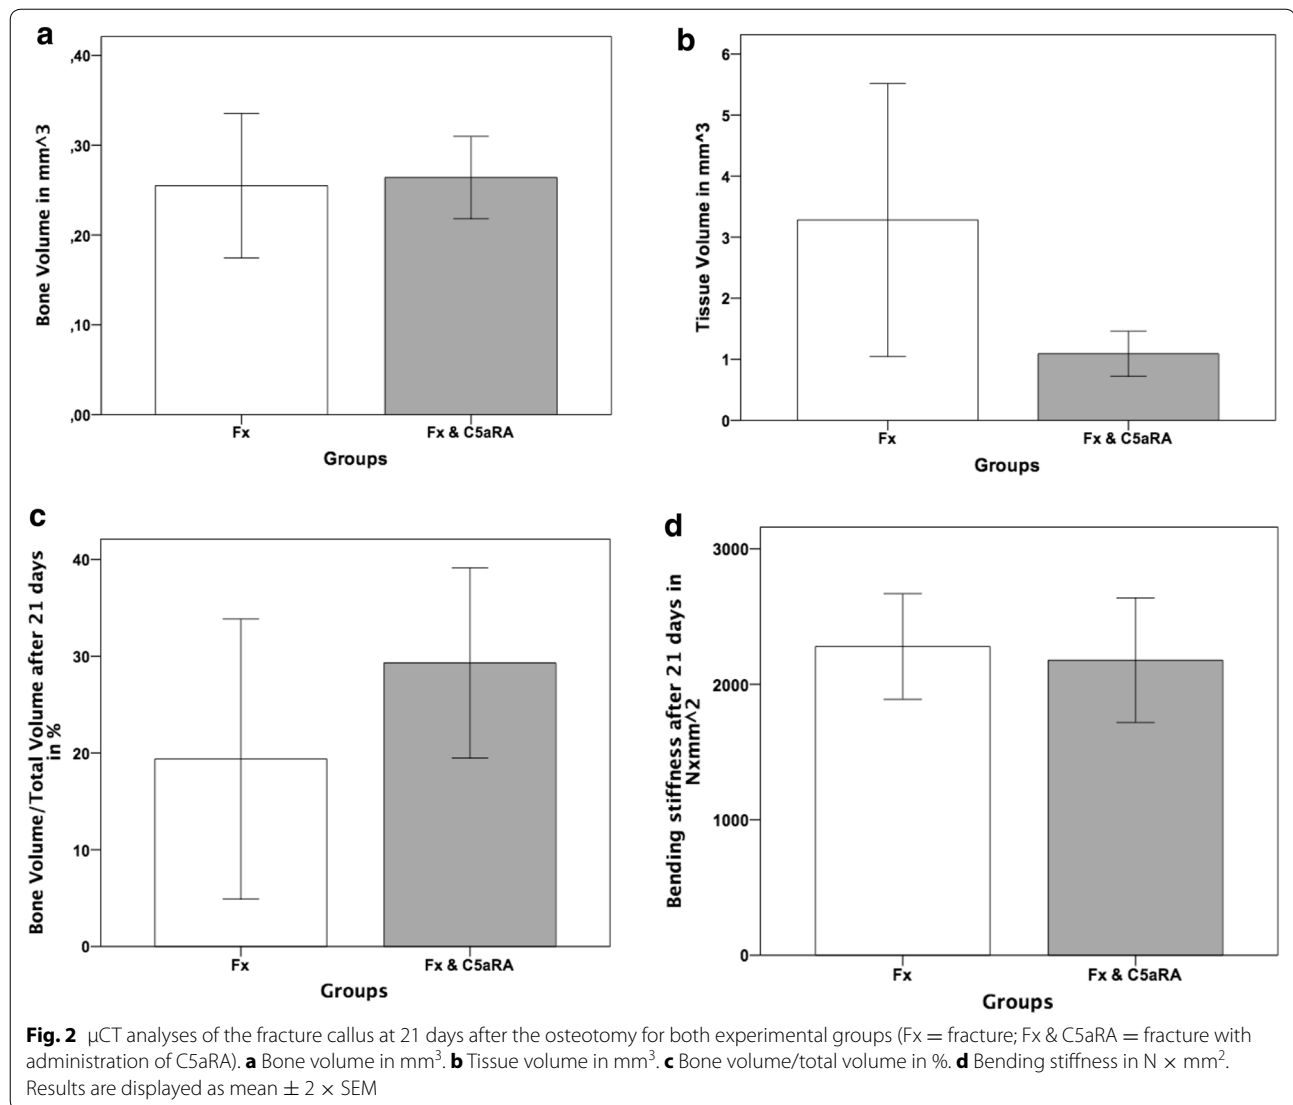 a
Bone Volume in mm^3
,40
,30
,20
,10
,00
Fx
Fx & C5aRA
Groups
b
Tissue Volume in mm^3
6
5
4
3
2
1
0
Fx
Fx & C5aRA
Groups
c
Bone Volume/Total Volume after 21 days
in %
40
30
20
10
0
Fx
Fx & C5aRA
Groups
d
Bending stiffness after 21 days in
Nxmm^2
3000
2000
1000
0
Fx
Fx & C5aRA
Groups
Fig. 2 µCT analyses of the fracture callus at 21 days after the osteotomy for both experimental groups (Fx = fracture; Fx & C5aRA = fracture with
administration of C5aRA). a Bone volume in mm³. b Tissue volume in mm³. c Bone volume/total volume in %. d Bending stiffness in N × mm².
Results are displayed as mean ± 2 × SEM